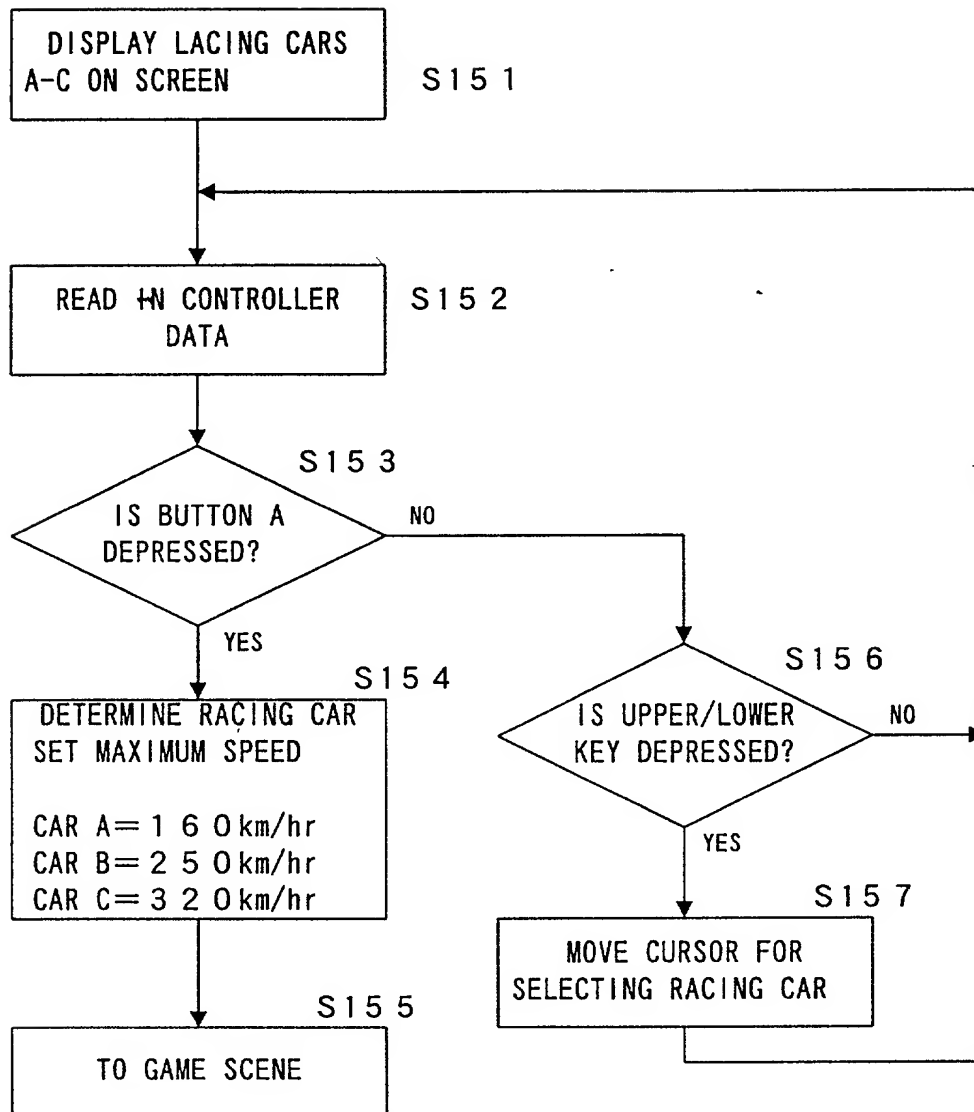 DISPLAY LACING CARS
A-C ON SCREEN
S151
READ IN CONTROLLER
DATA
S152
S153
IS BUTTON A
DEPRESSED?
NO
YES
S154
DETERMINE RACING CAR
SET MAXIMUM SPEED
CAR A=160km/hr
CAR B=250km/hr
CAR C=320km/hr
S155
TO GAME SCENE
S156
IS UPPER/LOWER
KEY DEPRESSED?
NO
YES
S157
MOVE CURSOR FOR
SELECTING RACING CAR